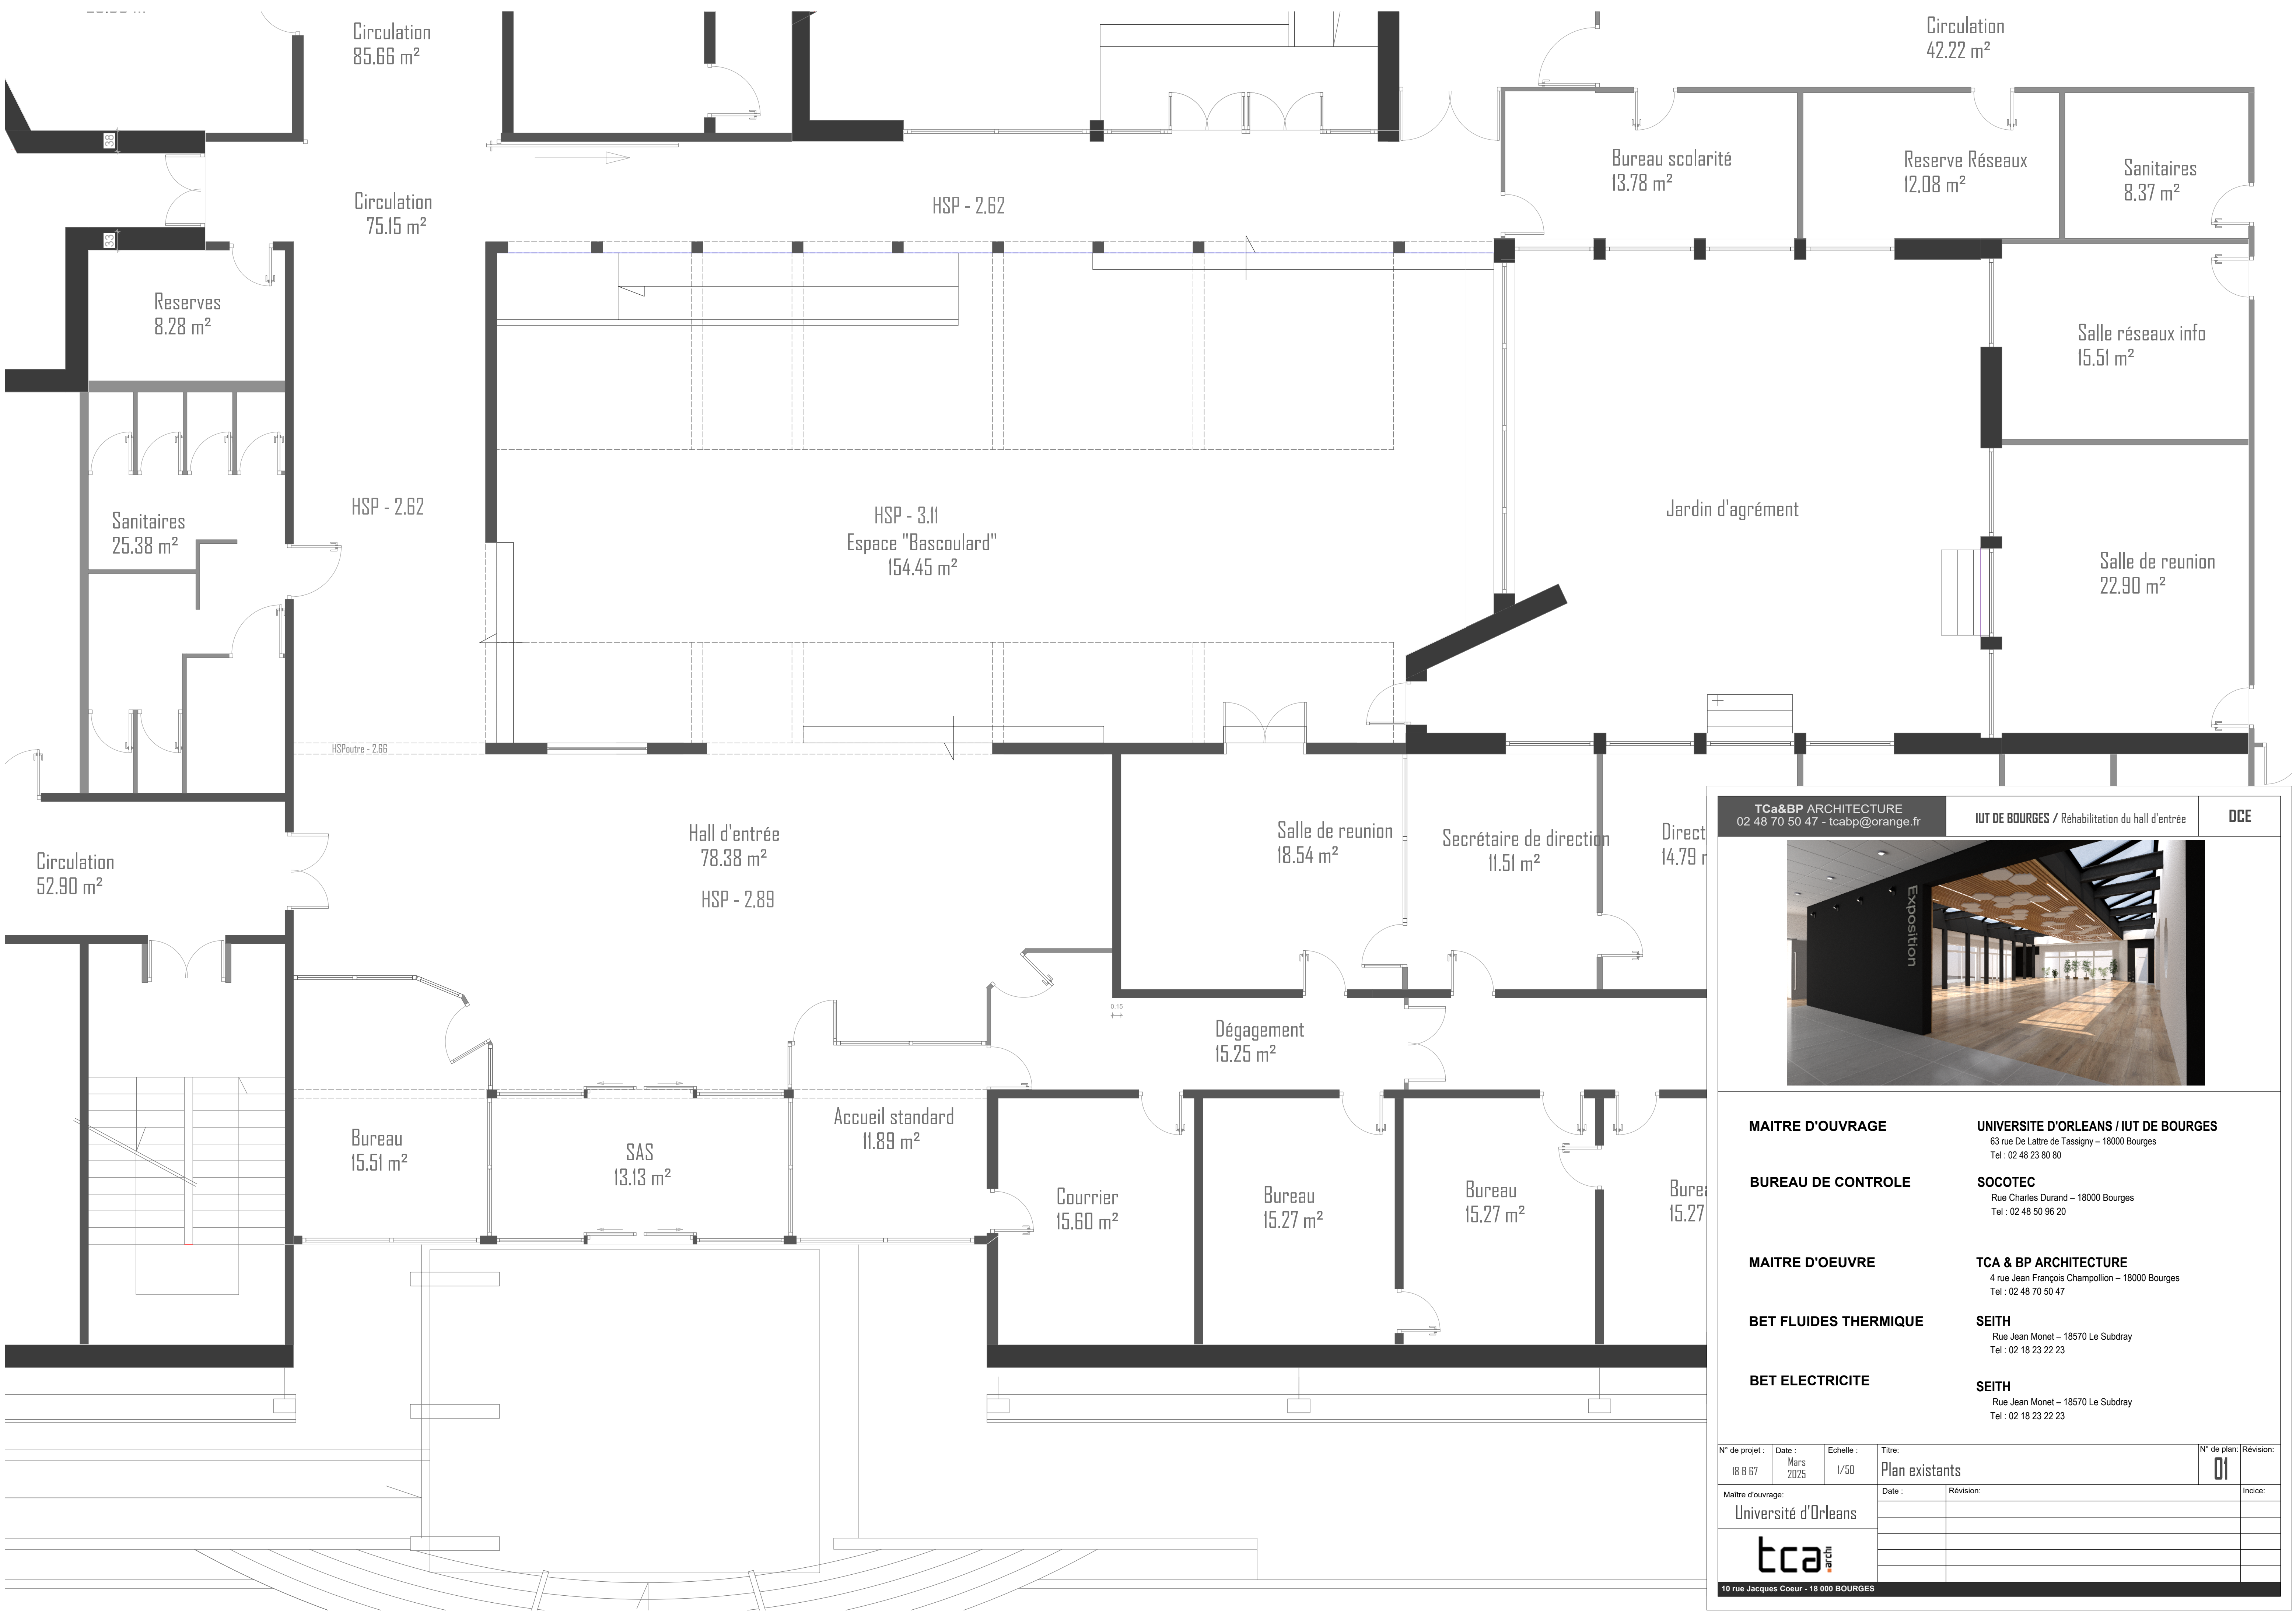 Circulation
85.66 m²
Circulation
42.22 m²
38
33
Circulation
75.15 m²
HSP - 2.62
Bureau scolarité
13.78 m²
Reserve Réseaux
12.08 m²
Sanitaires
8.37 m²
Reserves
8.28 m²
Salle réseaux info
15.51 m²
HSP - 2.62
Sanitaires
25.38 m²
HSP - 3.11
Espace "Bascoulard"
154.45 m²
Jardin d'agrément
Salle de reunion
22.90 m²
HSPoutre - 2.66
Circulation
52.90 m²
Hall d'entrée
78.38 m²
HSP - 2.89
Salle de reunion
18.54 m²
Secrétaire de direction
11.51 m²
Direct
14.79
0.15
Dégagement
15.25 m²
Bureau
15.51 m²
SAS
13.13 m²
Accueil standard
11.89 m²
Courrier
15.60 m²
Bureau
15.27 m²
Bureau
15.27 m²
Burea
15.27
TCa&BP ARCHITECTURE
02 48 70 50 47 - tcabp@orange.fr
IUT DE BOURGES / Réhabilitation du hall d'entrée
DCE
Exposition
MAITRE D'OUVRAGE
UNIVERSITE D'ORLEANS / IUT DE BOURGES
63 rue De Lattre de Tassigny – 18000 Bourges
Tel : 02 48 23 80 80
BUREAU DE CONTROLE
SOCOTEC
Rue Charles Durand – 18000 Bourges
Tel : 02 48 50 96 20
MAITRE D'OEUVRE
TCA & BP ARCHITECTURE
4 rue Jean François Champollion – 18000 Bourges
Tel : 02 48 70 50 47
BET FLUIDES THERMIQUE
SEITH
Rue Jean Monet – 18570 Le Subdray
Tel : 02 18 23 22 23
BET ELECTRICITE
SEITH
Rue Jean Monet – 18570 Le Subdray
Tel : 02 18 23 22 23
N° de projet :
18 B 67
Date :
Mars
2025
Echelle :
1/50
Titre:
Plan existants
N° de plan:
01
Révision:
Maître d'ouvrage:
Université d'Orleans
Date :
Révision:
Incice:
tca.archi
10 rue Jacques Coeur - 18 000 BOURGES